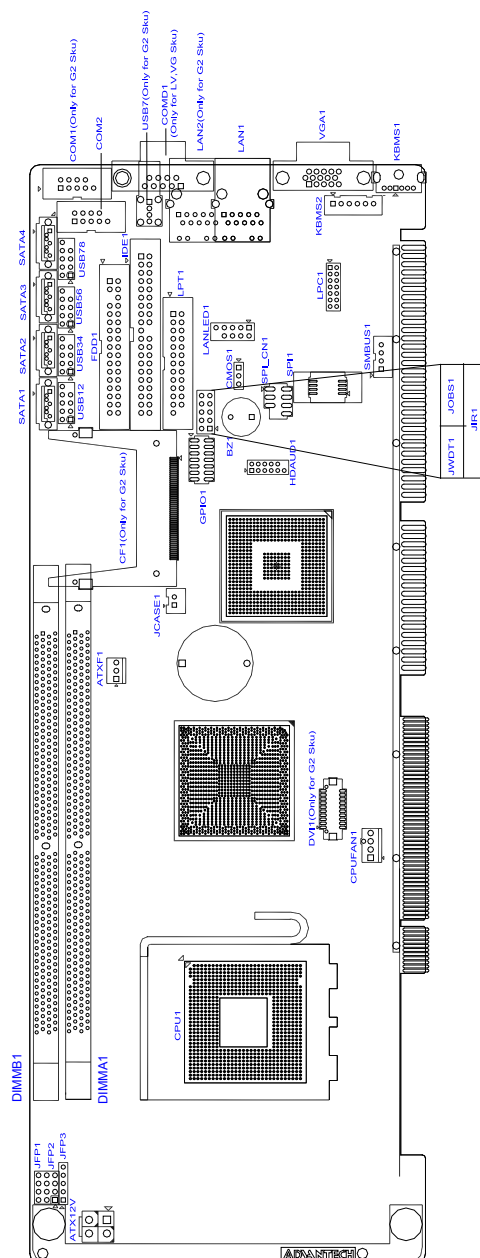 COM1(Only for G2 Sku)
COM2
USB7(Only for G2 Sku)
COMD1
(Only for LV,VG Sku)
LAN2(Only for G2 Sku)
LAN1
VGA1
KBMS1
KBMS2
SATA4
SATA3
SATA2
SATA1
USB78
USB56
USB34
USB12
IDE1
FDD1
LPT1
LANLED1
LPC1
CMOS1
SPI_CN1
SPI1
SMBUS1
BZ1
HDAUD1
GPIO1
JWDT1
JOBS1
JIR1
CF1(Only for G2 Sku)
JCASE1
ATXF1
DVI1(Only for G2 Sku)
CPUFAN1
CPU1
DIMMB1
DIMMA1
JFP1
JFP2
JFP3
ATX12V
ADVANTECH